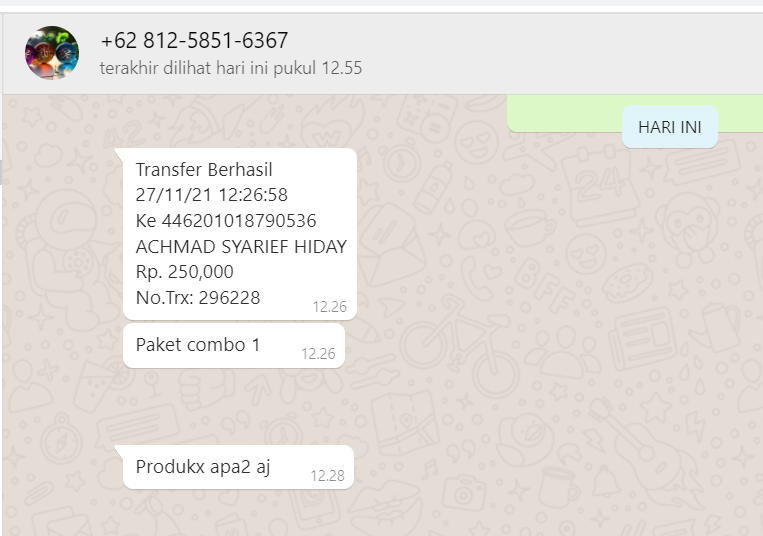 +62 812-5851-6367
terakhir dilihat hari ini pukul 12.55
HARI INI
Transfer Berhasil
27/11/21 12:26:58
Ke 446201018790536
ACHMAD SYARIEF HIDAY
Rp. 250,000
No.Trx: 296228
12.26
Paket combo 1
12.26
Produkx apa2 aj
12.28